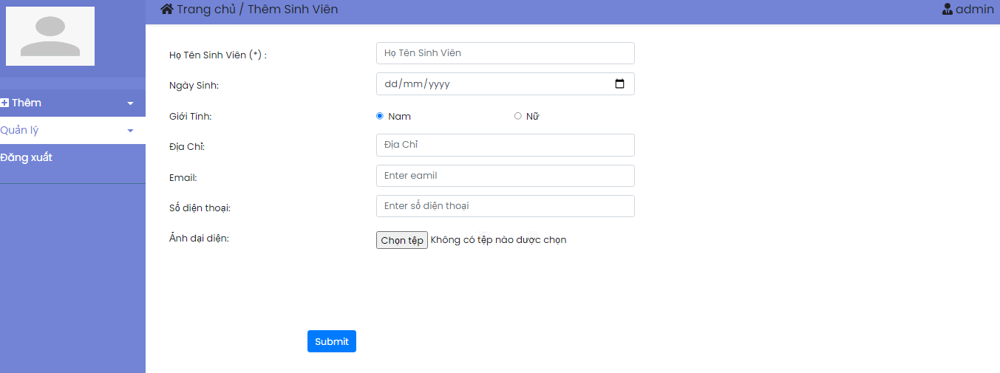 Trang chủ / Thêm Sinh Viên
admin
Thêm
Quản lý
Đăng xuất
Họ Tên Sinh Viên (*) :
Họ Tên Sinh Viên
Ngày Sinh:
dd/mm/yyyy
Giới Tính:
Nam
Nữ
Địa Chỉ:
Địa Chỉ
Email:
Enter eamil
Số điện thoại:
Enter số điện thoại
Ảnh đại diện:
Chọn tệp Không có tệp nào được chọn
Submit